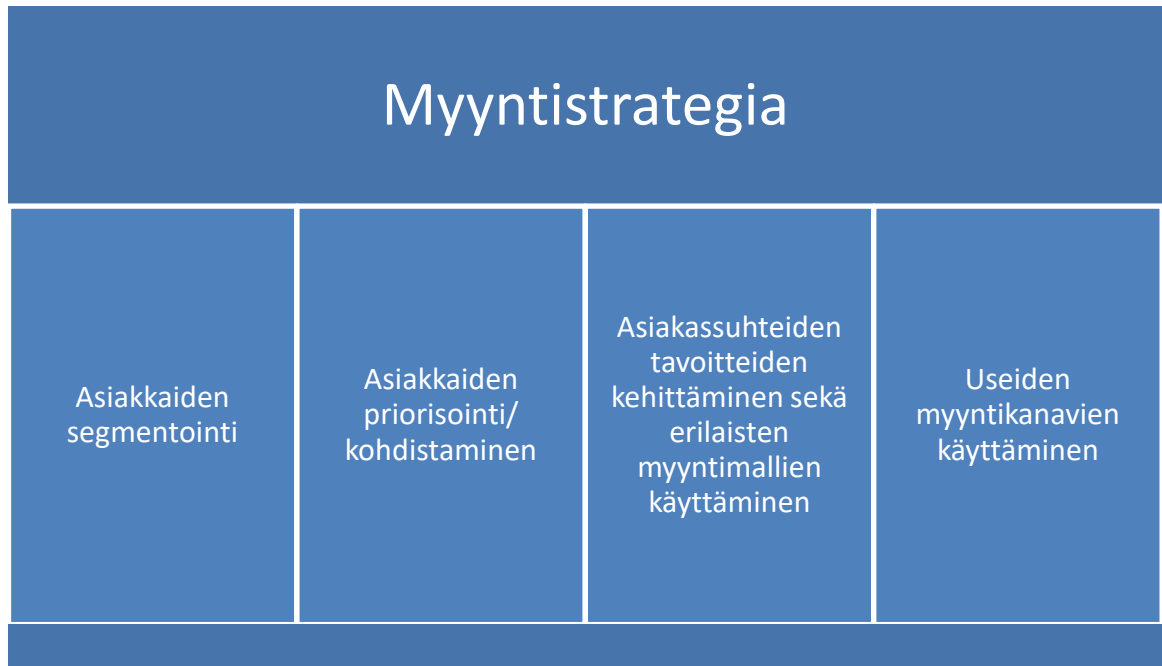 Myyntistrategia
Asiakkaiden
segmentointi
Asiakkaiden
priorisointi/
kohdistaminen
Asiakassuhteiden
tavoitteiden
kehittäminen sekä
erilaisten
myyntimallien
käyttäminen
Useiden
myyntikanavien
käyttäminen